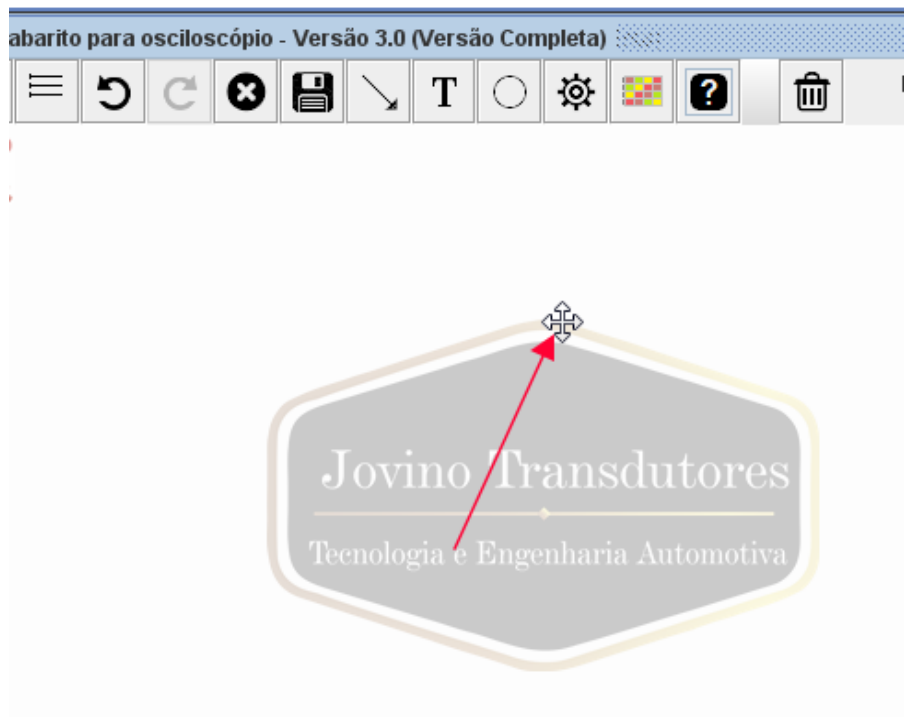 abarito para osciloscópio - Versão 3.0 (Versão Completa)
T
?
Jovino Transdutores
Tecnologia e Engenharia Automotiva